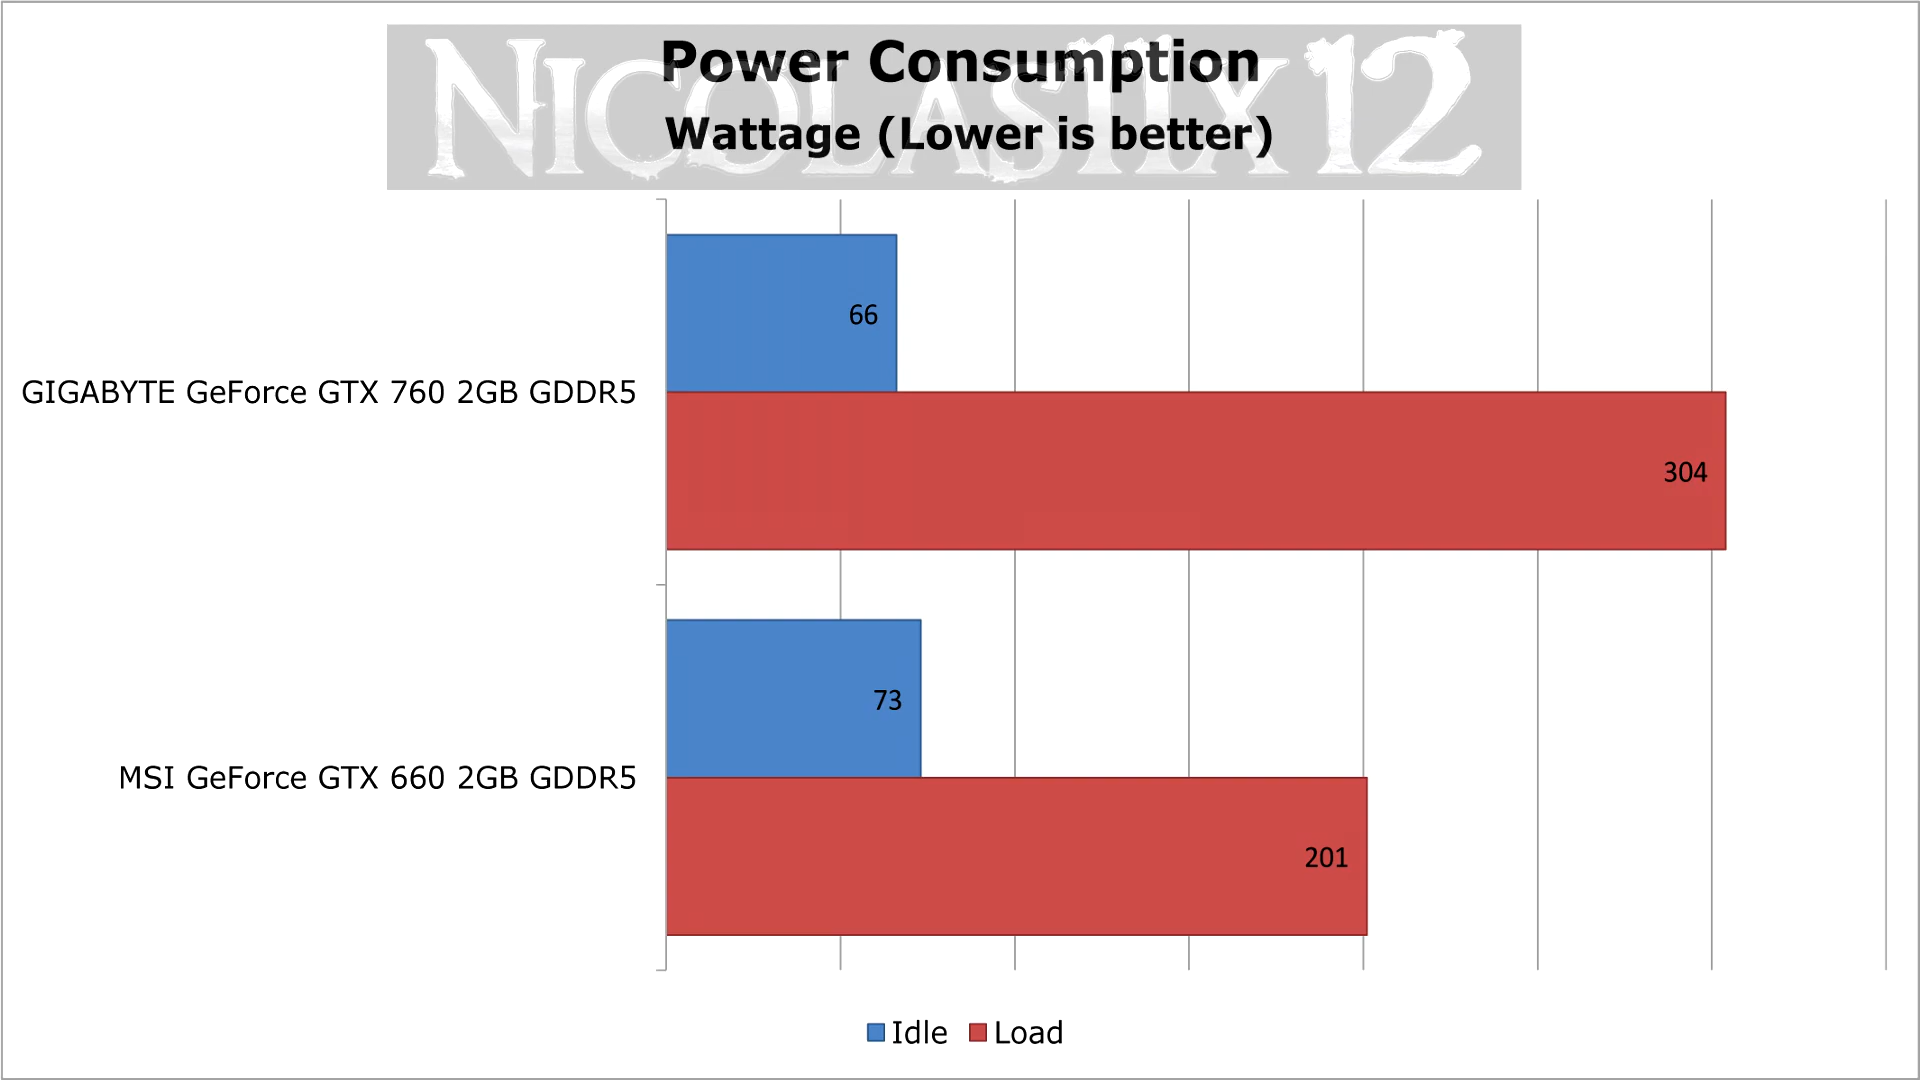 NICOLAS11X12
Power Consumption
Wattage (Lower is better)
66
GIGABYTE GeForce GTX 760 2GB GDDR5
304
73
MSI GeForce GTX 660 2GB GDDR5
201
Idle
Load